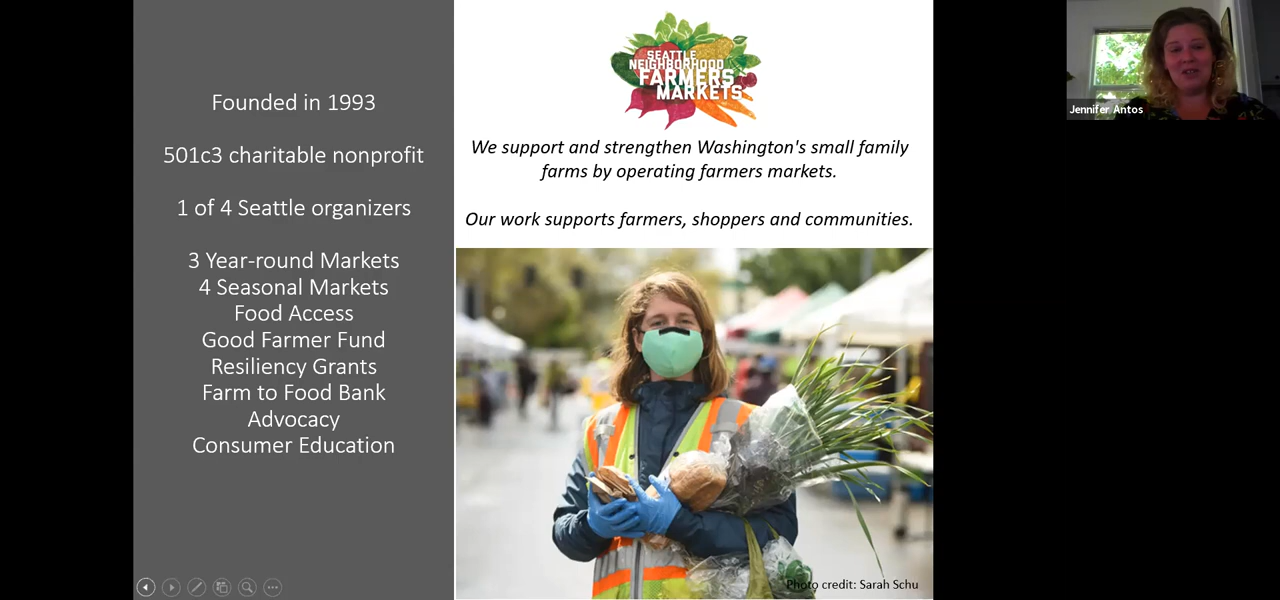 Founded in 1993
501c3 charitable nonprofit
1 of 4 Seattle organizers
3 Year-round Markets
4 Seasonal Markets
Food Access
Good Farmer Fund
Resiliency Grants
Farm to Food Bank
Advocacy
Consumer Education
SEATTLE
NEIGHBORHOOD
FARMERS
MARKETS
We support and strengthen Washington's small family
farms by operating farmers markets.
Our work supports farmers, shoppers and communities.
Photo credit: Sarah Schu
Jennifer Antos